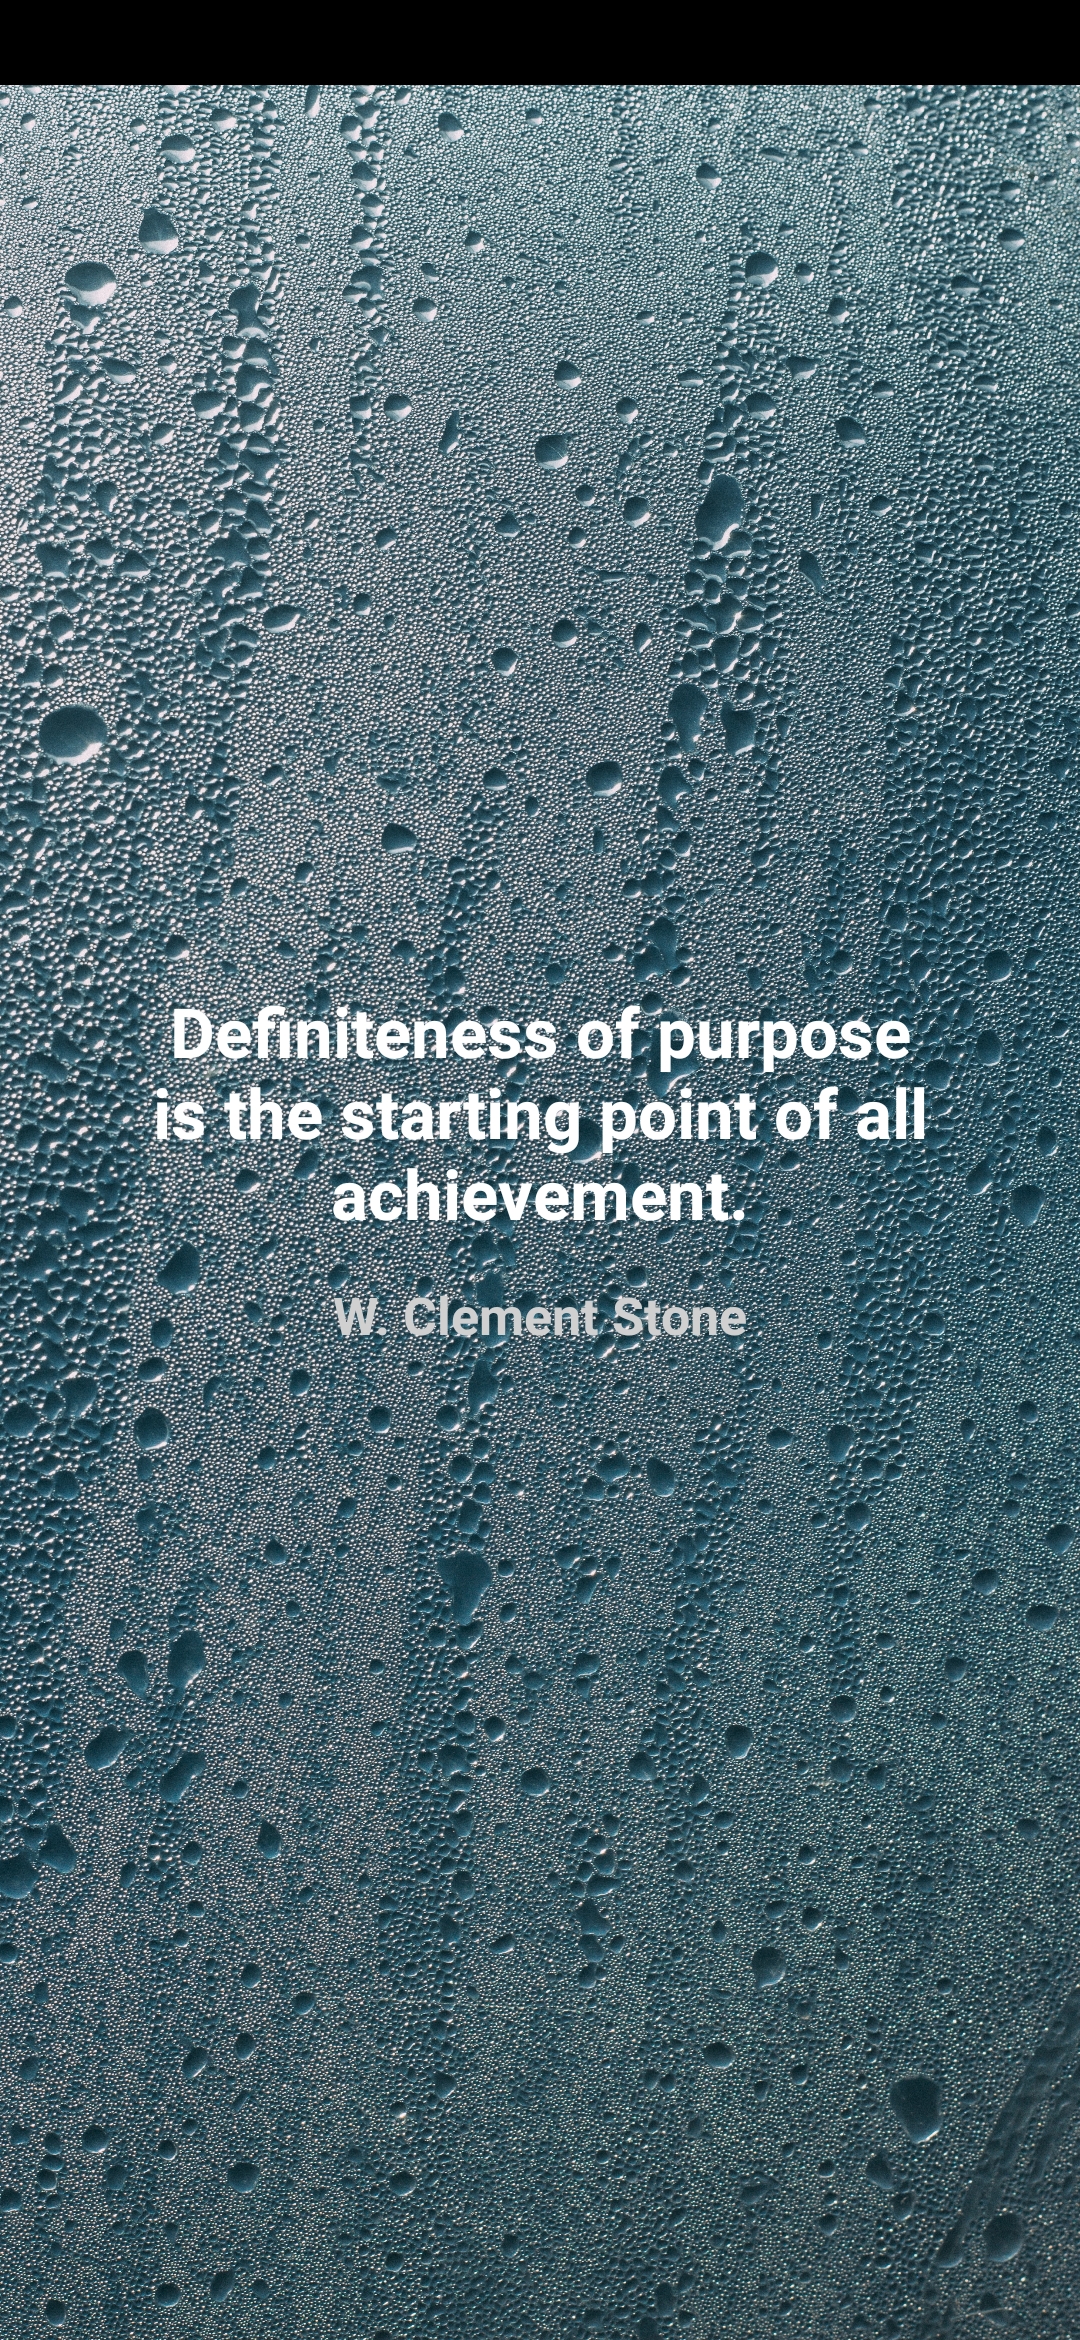 Definiteness of purpose
is the starting point of all
achievement.
W. Clement Stone